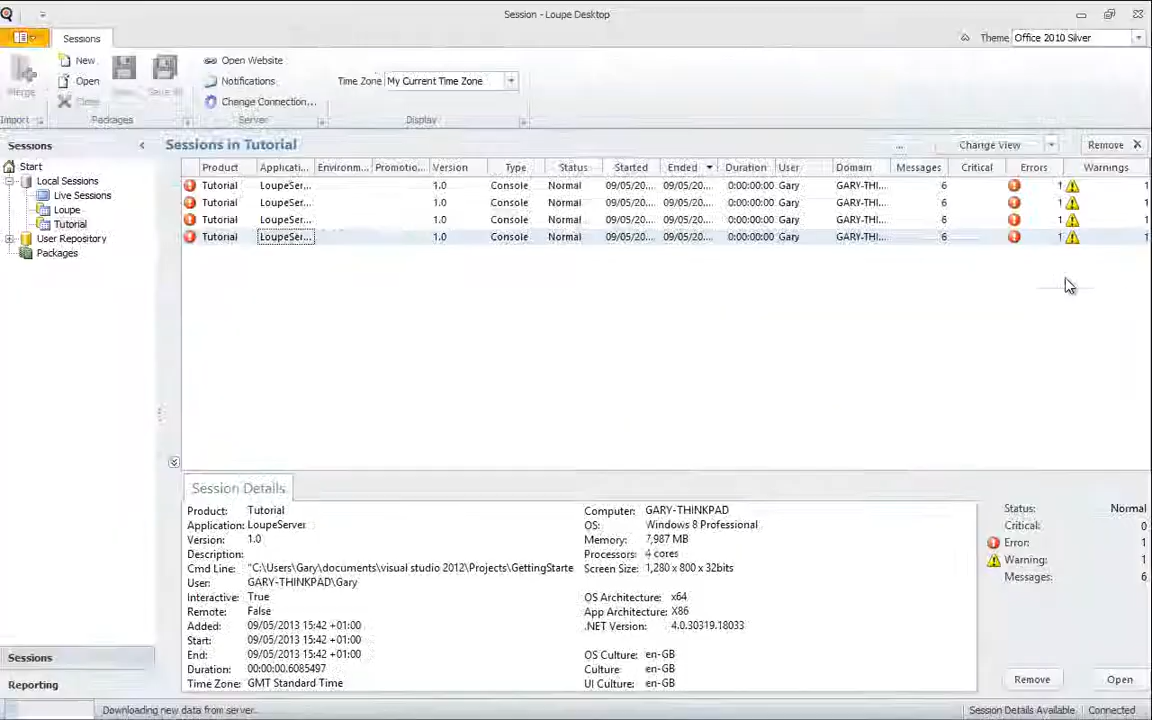 Session - Loupe Desktop
Sessions
Theme Office 2010 Silver
New
Open
Close
Merge
Save All
Open Website
Notifications
Change Connection...
Time Zone My Current Time Zone
Import
Packages
Server
Display
Sessions
Sessions in Tutorial
... Change View Remove
Start
Local Sessions
Live Sessions
Loupe
Tutorial
User Repository
Packages
Product Applicati... Environm... Promotio... Version Type Status Started Ended Duration User Domain Messages Critical Errors Warnings
Tutorial LoupeSer... 1.0 Console Normal 09/05/20... 09/05/20... 0:00:00:00 Gary GARY-THI... 6 1 1
Tutorial LoupeSer... 1.0 Console Normal 09/05/20... 09/05/20... 0:00:00:00 Gary GARY-THI... 6 1 1
Tutorial LoupeSer... 1.0 Console Normal 09/05/20... 09/05/20... 0:00:00:00 Gary GARY-THI... 6 1 1
Tutorial LoupeSer... 1.0 Console Normal 09/05/20... 09/05/20... 0:00:00:00 Gary GARY-THI... 6 1 1
Session Details
Product: Tutorial
Application: LoupeServer
Version: 1.0
Description:
Cmd Line: "C:\Users\Gary\documents\visual studio 2012\Projects\GettingStarte
User: GARY-THINKPAD\Gary
Interactive: True
Remote: False
Added: 09/05/2013 15:42 +01:00
Start: 09/05/2013 15:42 +01:00
End: 09/05/2013 15:42 +01:00
Duration: 00:00:00.6085497
Time Zone: GMT Standard Time
Computer: GARY-THINKPAD
OS: Windows 8 Professional
Memory: 7,987 MB
Processors: 4 cores
Screen Size: 1,280 x 800 x 32bits
OS Architecture: x64
App Architecture: X86
.NET Version: 4.0.30319.18033
OS Culture: en-GB
Culture: en-GB
UI Culture: en-GB
Status: Normal
Critical: 0
Error: 1
Warning: 1
Messages: 6
Remove Open
Sessions
Reporting
Downloading new data from server...
Session Details Available Connected